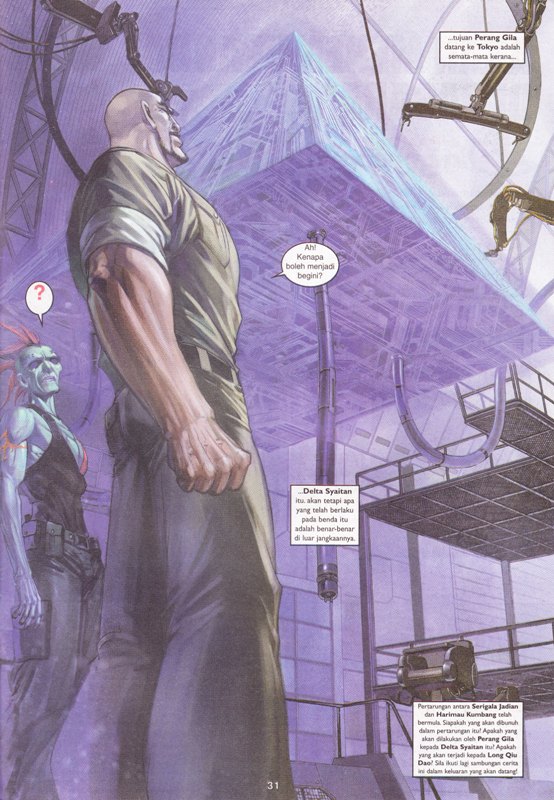 ...tujuan Perang Gila
datang ke Tokyo adalah
semata-mata kerana...
Ah!
Kenapa
boleh menjadi
begini?
?
...Delta Syaitan
itu. akan tetapi apa
yang telah berlaku
pada benda itu
adalah benar-benar
di luar jangkaannya.
Pertarungan antara Serigala Jadian
dan Harimau Kumbang telah
bermula. Siapakah yang akan dibunuh
dalam pertarungan itu? Apakah yang
akan dilakukan oleh Perang Gila
kepada Delta Syaitan itu? Apakah
yang akan terjadi kepada Long Qiu
Dao? Sila ikuti lagi sambungan cerita
ini dalam keluaran yang akan datang!
31